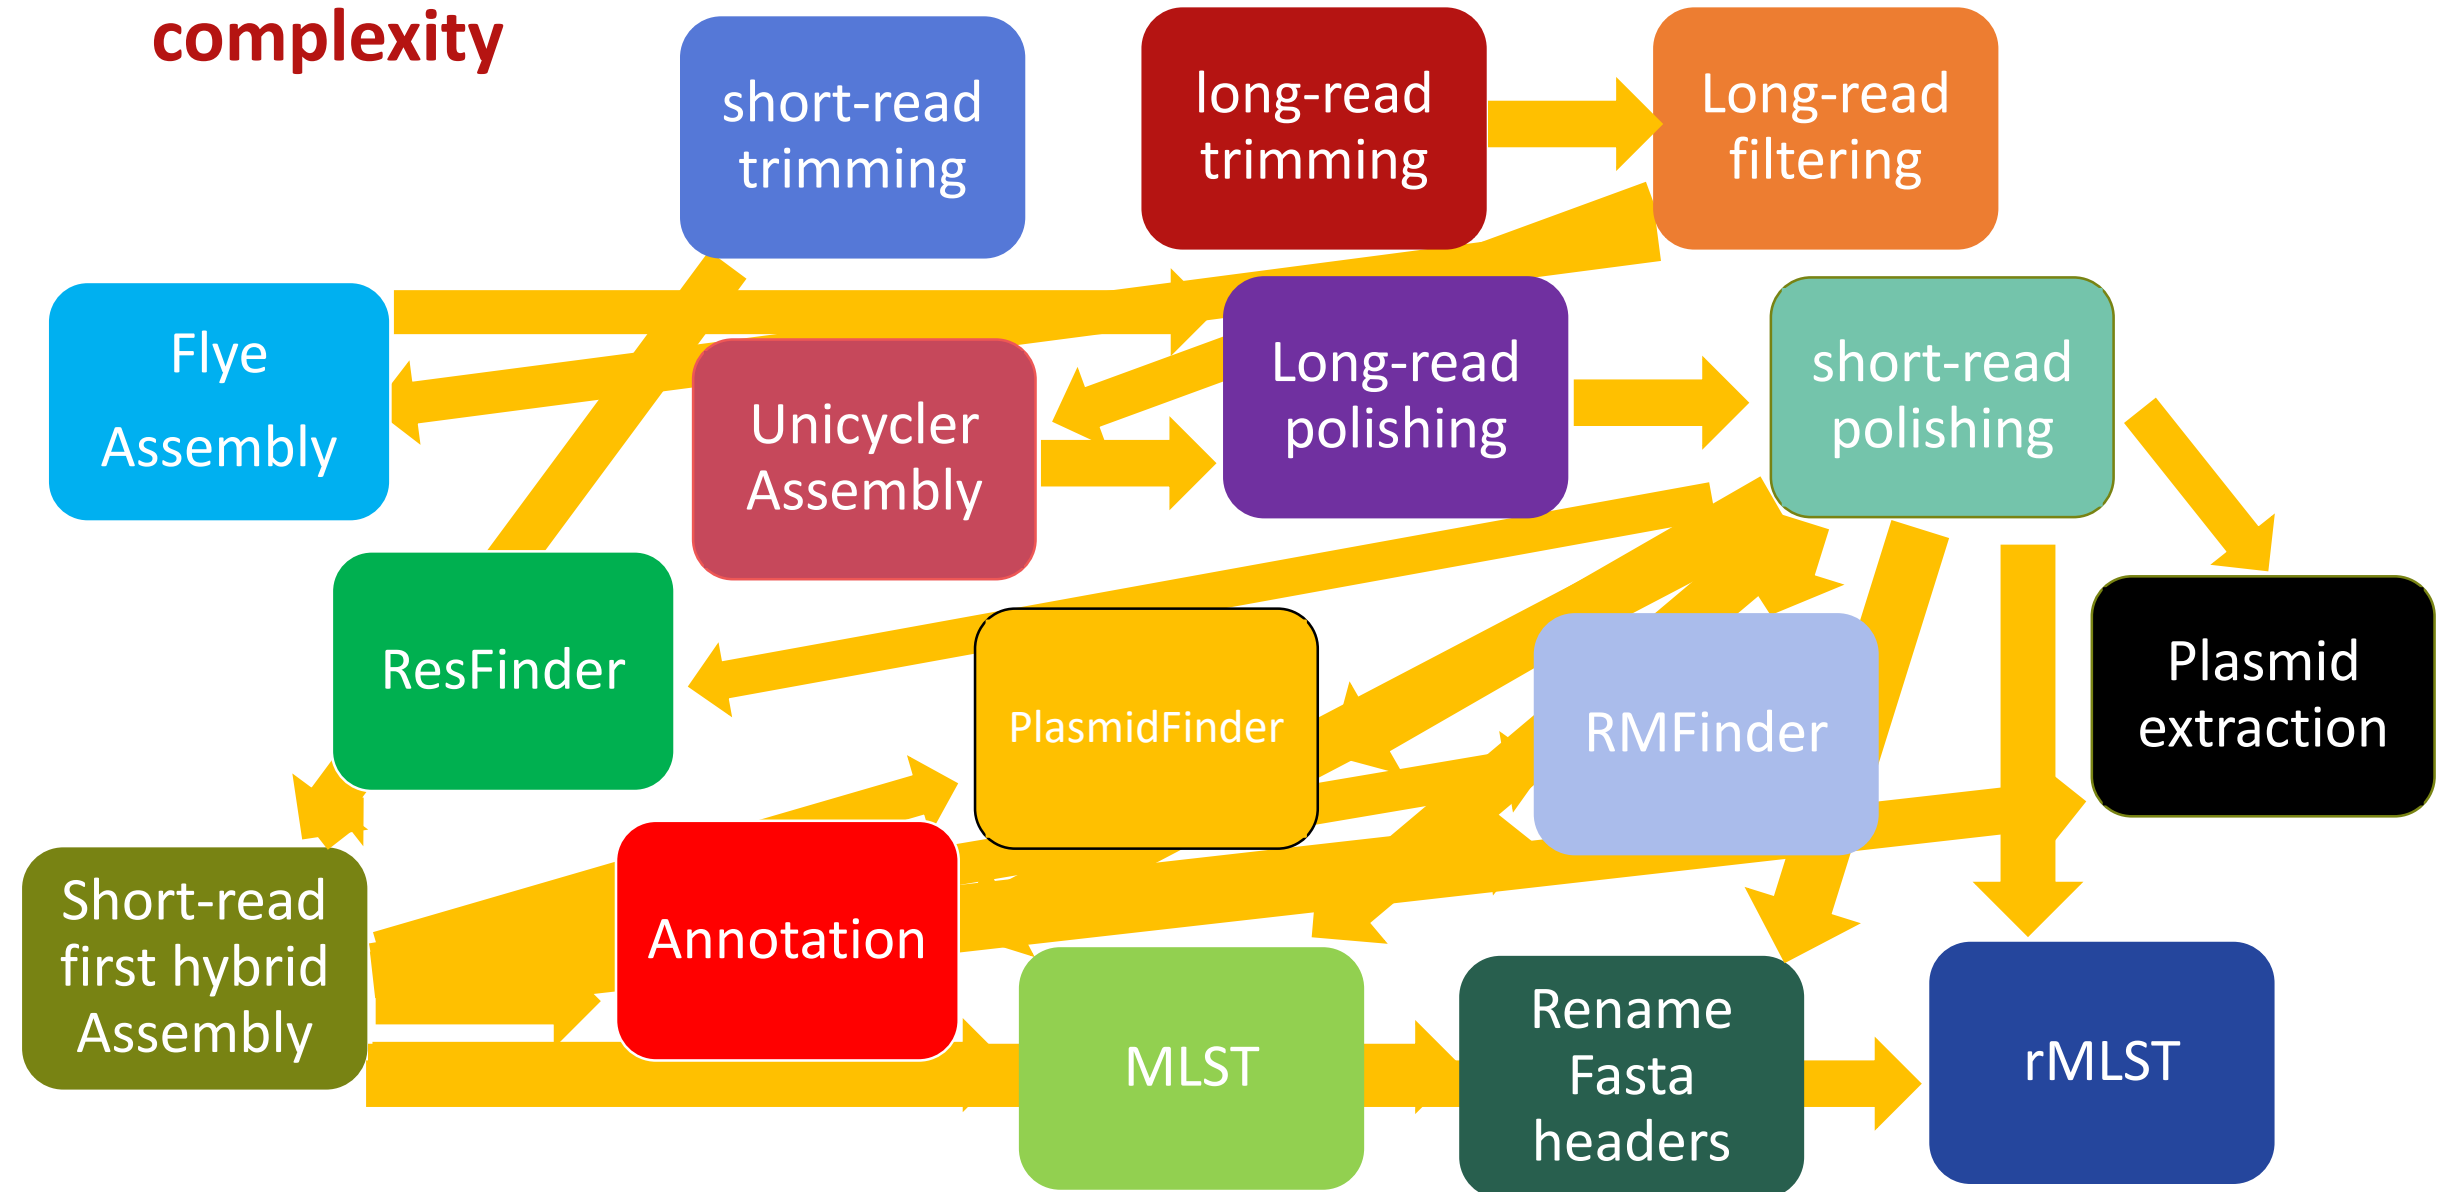 complexity
short-read
trimming
long-read
trimming
Long-read
filtering
Flye
Assembly
Unicycler
Assembly
Long-read
polishing
short-read
polishing
ResFinder
PlasmidFinder
RMFinder
Plasmid
extraction
Short-read
first hybrid
Assembly
Annotation
MLST
Rename
Fasta
headers
rMLST